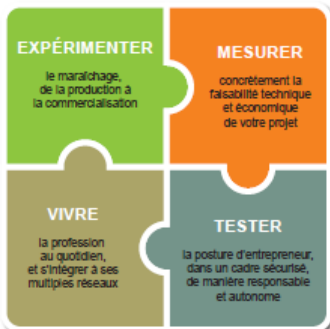 EXPÉRIMENTER
le maraîchage,
de la production à
la commercialisation
MESURER
concrètement la
faisabilité technique
et économique
de votre projet
VIVRE
la profession
au quotidien,
et s'intégrer à ses
multiples réseaux
TESTER
la posture d'entrepreneur,
dans un cadre sécurisé,
de manière responsable
et autonome